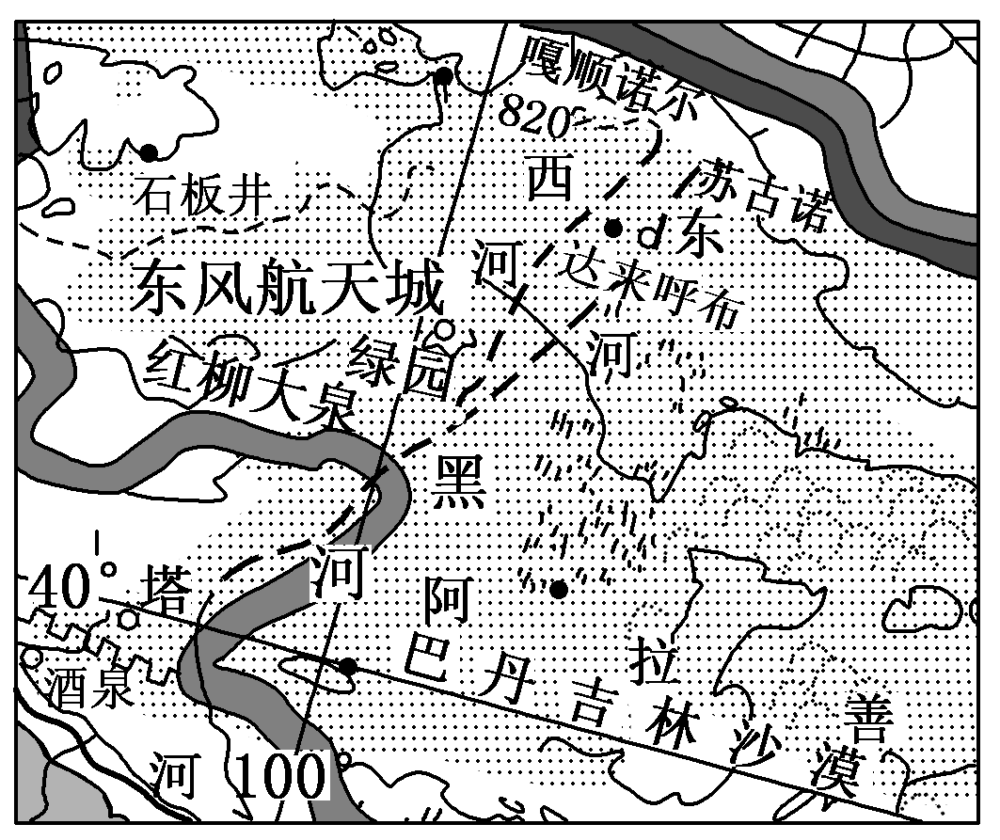 嘎顺诺尔
820
西
苏古诺
石板井
d
东
河
达来呼布
东风航天城
河
绿园
红柳大泉
黑
河
40°
塔
阿
巴丹吉林沙漠
拉
酒泉
善
河
100°